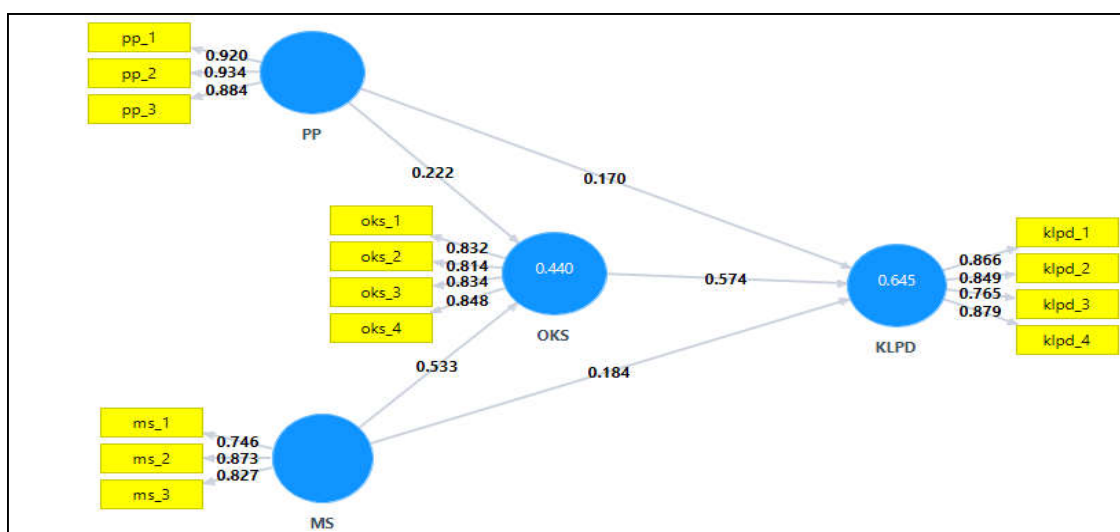 pp_1
0.920
pp_2
0.934
pp_3
0.884
PP
0.222
0.170
oks_1
0.832
oks_2
0.814
oks_3
0.834
oks_4
0.848
0.440
OKS
0.574
0.645
KLPD
klpd_1
0.866
klpd_2
0.849
klpd_3
0.765
klpd_4
0.879
0.533
0.184
ms_1
0.746
ms_2
0.873
ms_3
0.827
MS